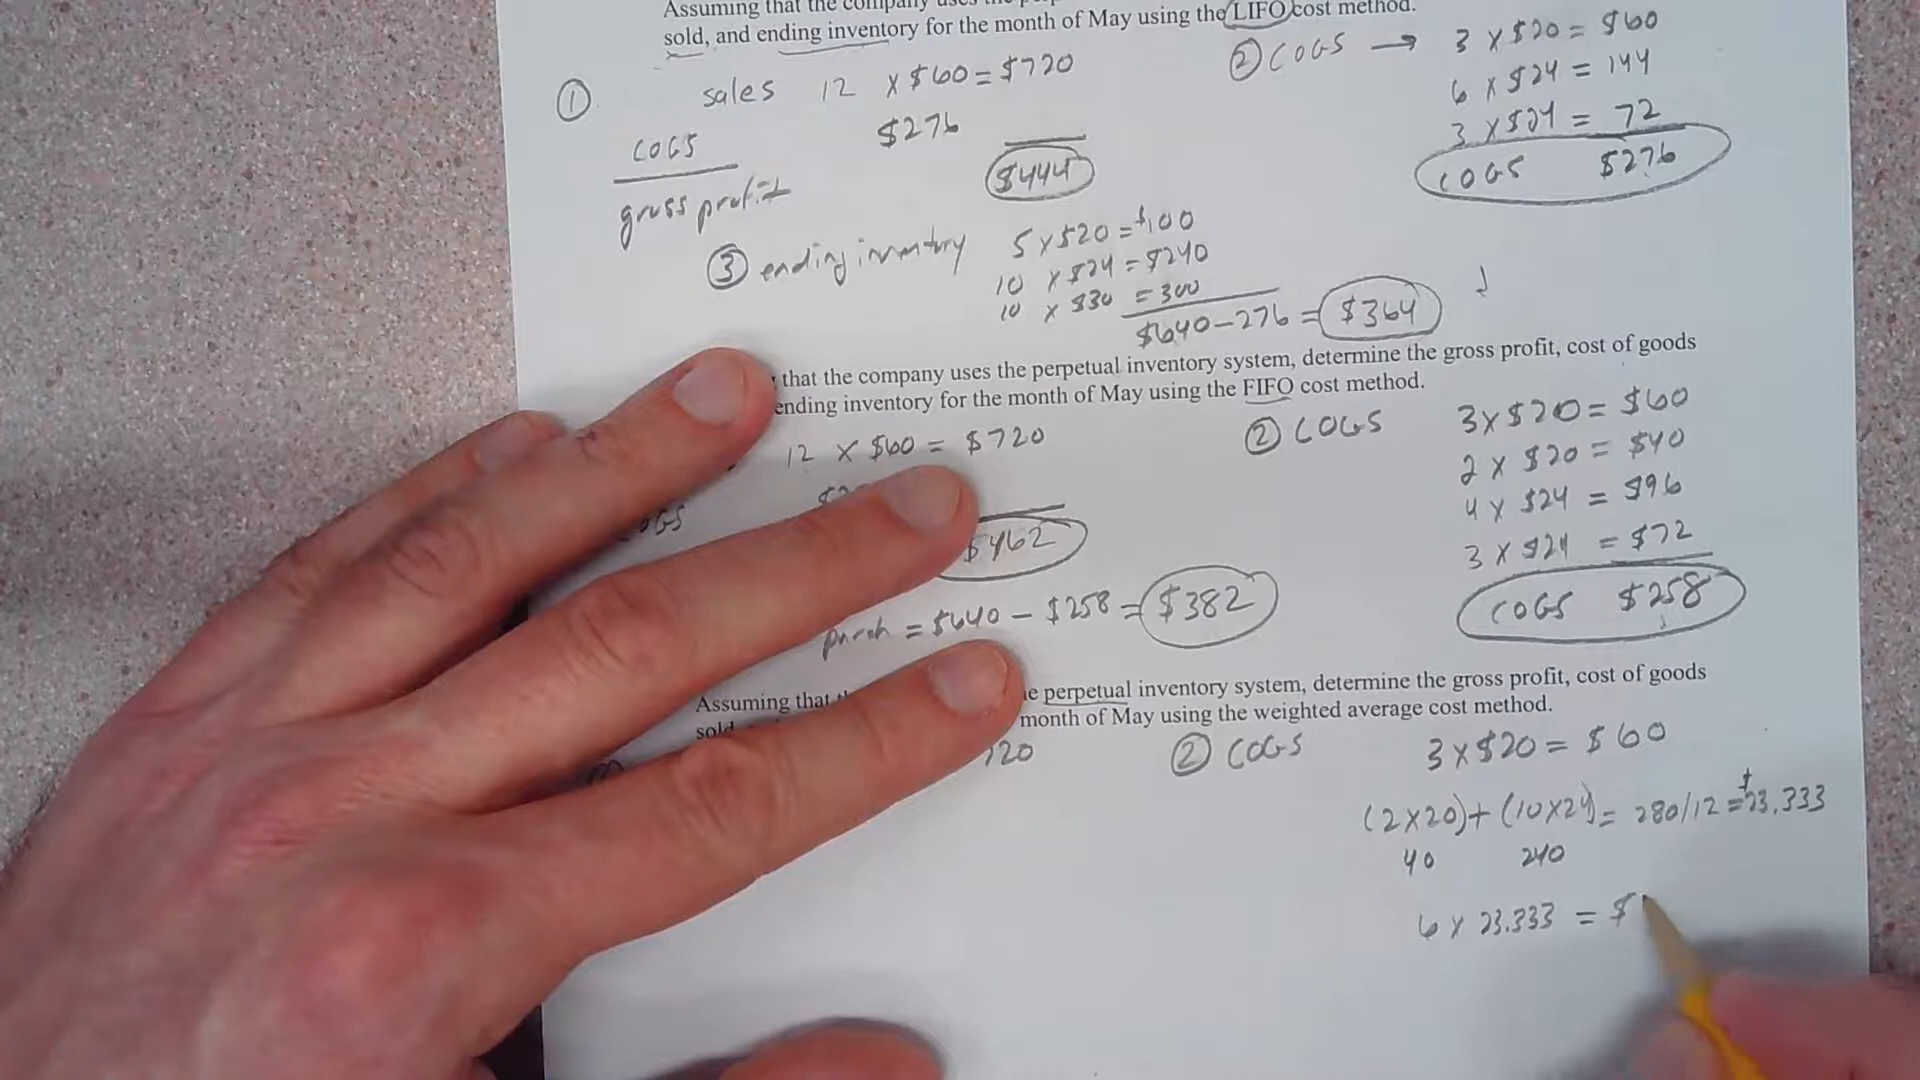 Assuming that the company uses the
sold, and ending inventory for the month of May using the LIFO cost method.
① sales 12 x $60 = $720
COGS $276
gross profit $444
② COGS → 3 x $20 = $60
6 x $24 = 144
3 x $24 = 72
COGS $276
③ ending inventory 5 x $20 = $100
10 x $24 = $240
10 x $30 = 300
$640 - 276 = $364
that the company uses the perpetual inventory system, determine the gross profit, cost of goods
ending inventory for the month of May using the FIFO cost method.
12 x $60 = $720
COGS
$462
② COGS 3 x $20 = $60
2 x $20 = $40
4 x $24 = $96
3 x $24 = $72
COGS $258
purch = $640 - $258 = $382
Assuming that
e perpetual inventory system, determine the gross profit, cost of goods
sold
month of May using the weighted average cost method.
720
② COGS 3 x $20 = $60
(2x20) + (10x24) = 280/12 = $23.333
40 240
6 x 23.333 = $